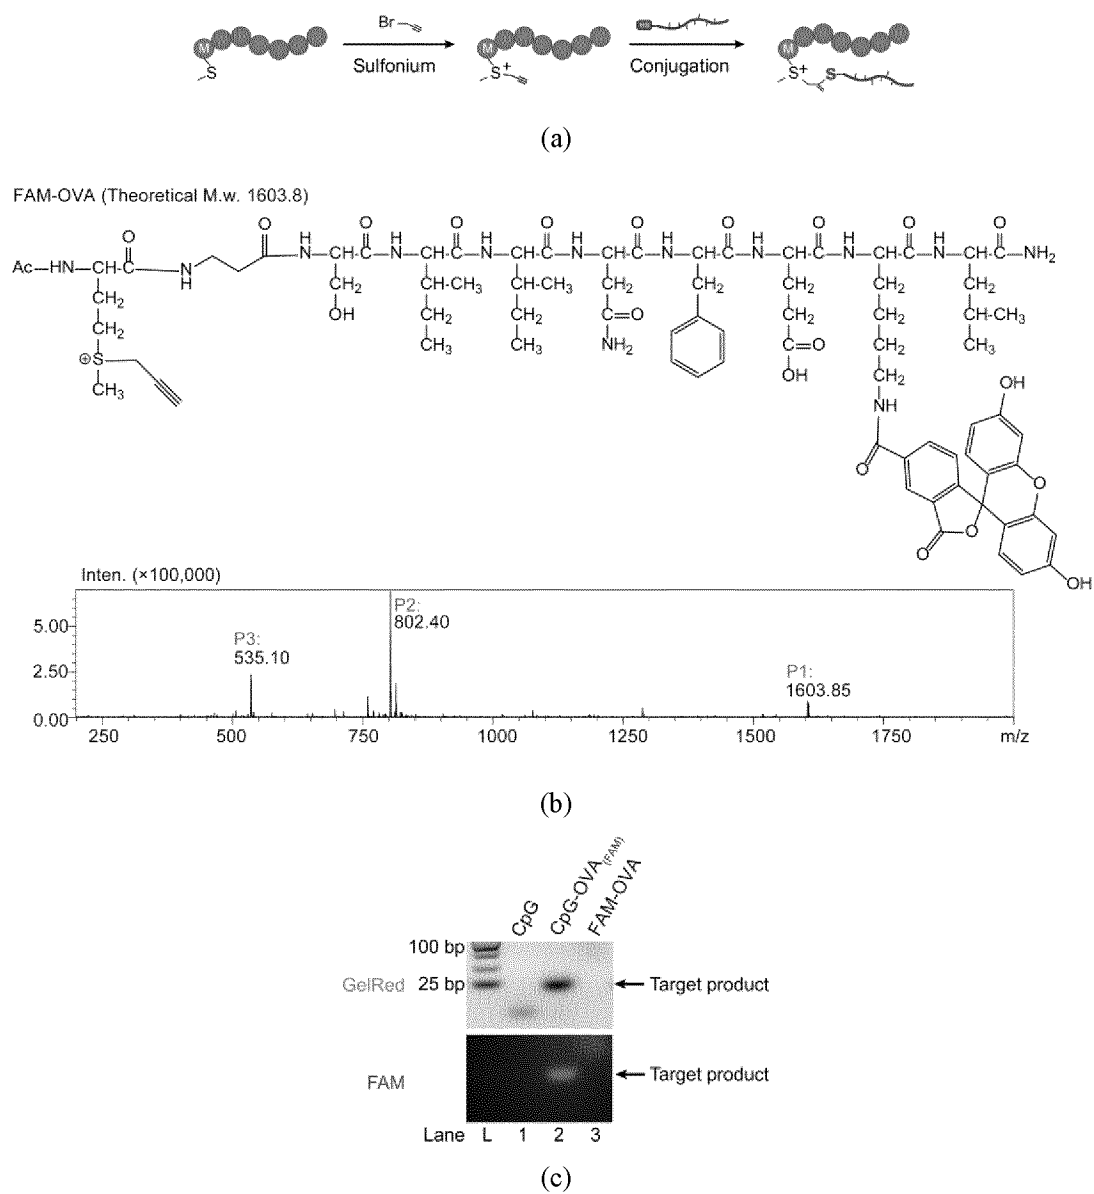 Br
M M M
S S+ S+ S
Sulfonium Conjugation
(a)
FAM-OVA (Theoretical M.w. 1603.8)
O O O O O O O O O O
H H H H H H H H
Ac-HN-CH-C N-CH-C-N-CH-C-N-CH-C-N-CH-C-N-CH-C-N-CH-C-N-CH-C-N-CH-C-NH2
N
H
CH2 CH2 CH-CH3 CH-CH3 CH2 CH2 CH2 CH2 CH2
CH2 OH CH2 CH2 C=O CH2 CH2 CH-CH3
⊕S CH3 CH3 NH2 C=O CH2 CH3
CH3 OH CH2
NH OH
O O
O O
OH
Inten. (×100,000)
P2:
5.00 802.40
P3:
535.10
2.50 P1:
1603.85
0.00
250 500 750 1000 1250 1500 1750 m/z
(b)
CpG CpG-OVA(FAM) FAM-OVA
100 bp
GelRed 25 bp Target product
FAM Target product
Lane L 1 2 3
(c)